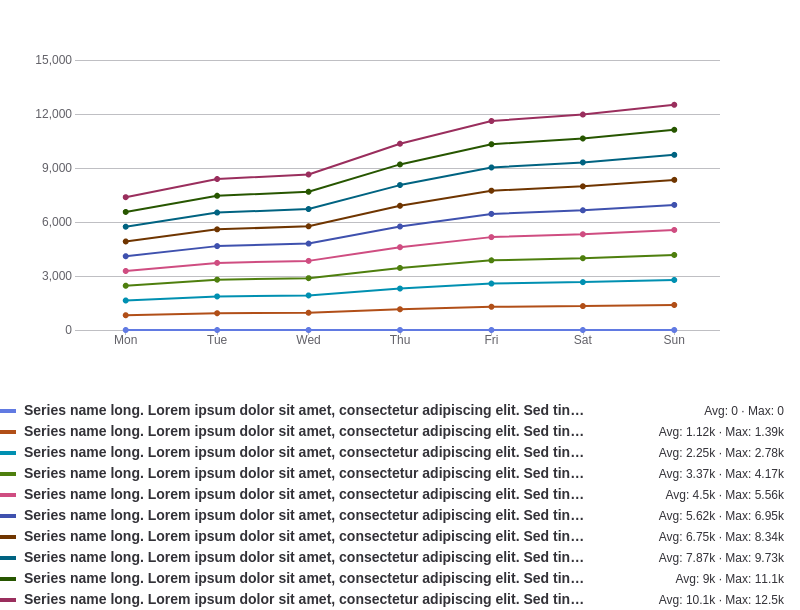 15,000
12,000
9,000
6,000
3,000
0
Mon Tue Wed Thu Fri Sat Sun
Series name long. Lorem ipsum dolor sit amet, consectetur adipiscing elit. Sed tin… Avg: 0 · Max: 0
Series name long. Lorem ipsum dolor sit amet, consectetur adipiscing elit. Sed tin… Avg: 1.12k · Max: 1.39k
Series name long. Lorem ipsum dolor sit amet, consectetur adipiscing elit. Sed tin… Avg: 2.25k · Max: 2.78k
Series name long. Lorem ipsum dolor sit amet, consectetur adipiscing elit. Sed tin… Avg: 3.37k · Max: 4.17k
Series name long. Lorem ipsum dolor sit amet, consectetur adipiscing elit. Sed tin… Avg: 4.5k · Max: 5.56k
Series name long. Lorem ipsum dolor sit amet, consectetur adipiscing elit. Sed tin… Avg: 5.62k · Max: 6.95k
Series name long. Lorem ipsum dolor sit amet, consectetur adipiscing elit. Sed tin… Avg: 6.75k · Max: 8.34k
Series name long. Lorem ipsum dolor sit amet, consectetur adipiscing elit. Sed tin… Avg: 7.87k · Max: 9.73k
Series name long. Lorem ipsum dolor sit amet, consectetur adipiscing elit. Sed tin… Avg: 9k · Max: 11.1k
Series name long. Lorem ipsum dolor sit amet, consectetur adipiscing elit. Sed tin… Avg: 10.1k · Max: 12.5k